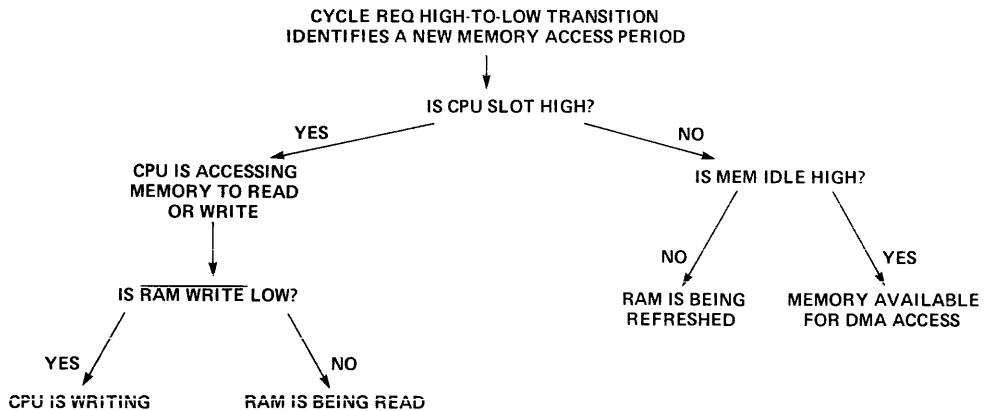 CYCLE REQ HIGH-TO-LOW TRANSITION
IDENTIFIES A NEW MEMORY ACCESS PERIOD
IS CPU SLOT HIGH?
YES
NO
CPU IS ACCESSING
MEMORY TO READ
OR WRITE
IS MEM IDLE HIGH?
NO
YES
IS RAM WRITE LOW?
RAM IS BEING
REFRESHED
MEMORY AVAILABLE
FOR DMA ACCESS
YES
NO
CPU IS WRITING
RAM IS BEING READ